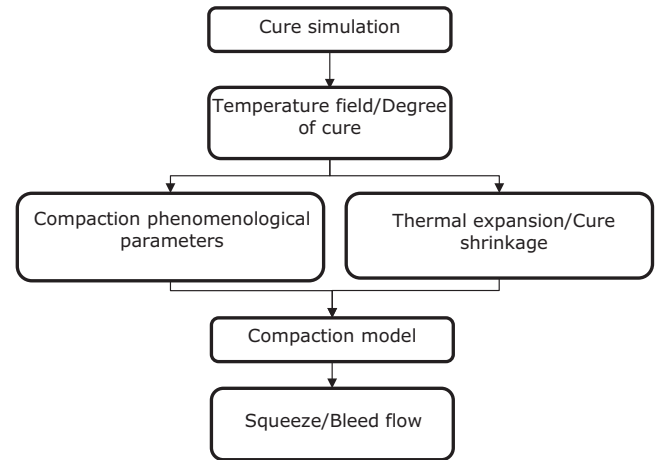 Cure simulation
Temperature field/Degree
of cure
Compaction phenomenological
parameters
Thermal expansion/Cure
shrinkage
Compaction model
Squeeze/Bleed flow